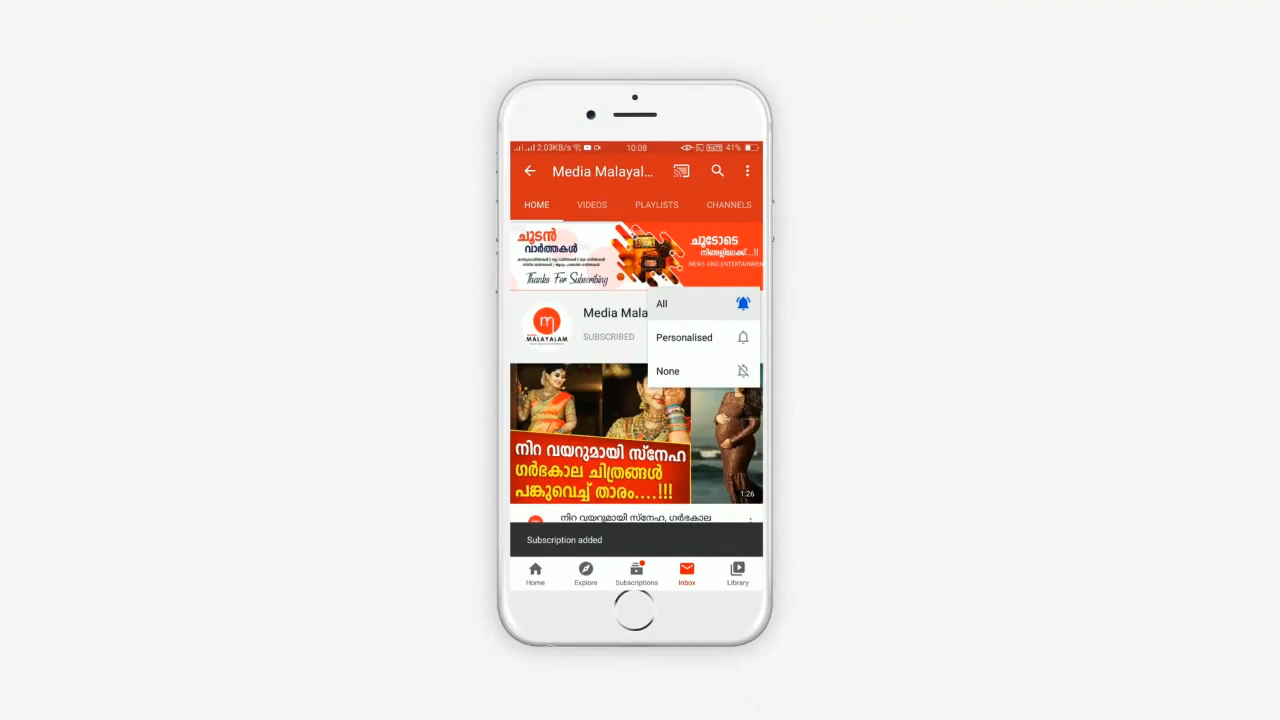 2.03KB/s
10:08
41%
Media Malayal...
HOME
VIDEOS
PLAYLISTS
CHANNELS
ചൂടൻ
വാർത്തകൾ
Thanks For Subscribing
ചൂടോടെ
നിങ്ങളിലേക്ക്...!!
NEWS AND ENTERTAINMEN
Media Mala
SUBSCRIBED
MALAYALAM
All
Personalised
None
നിറ വയറുമായി സ്നേഹ
ഗർഭകാല ചിത്രങ്ങൾ
പങ്കുവെച്ച് താരം....!!!
1:26
നിറ വയറുമായി സ്നേഹ, ഗർഭകാല
Subscription added
Home
Explore
Subscriptions
Inbox
Library